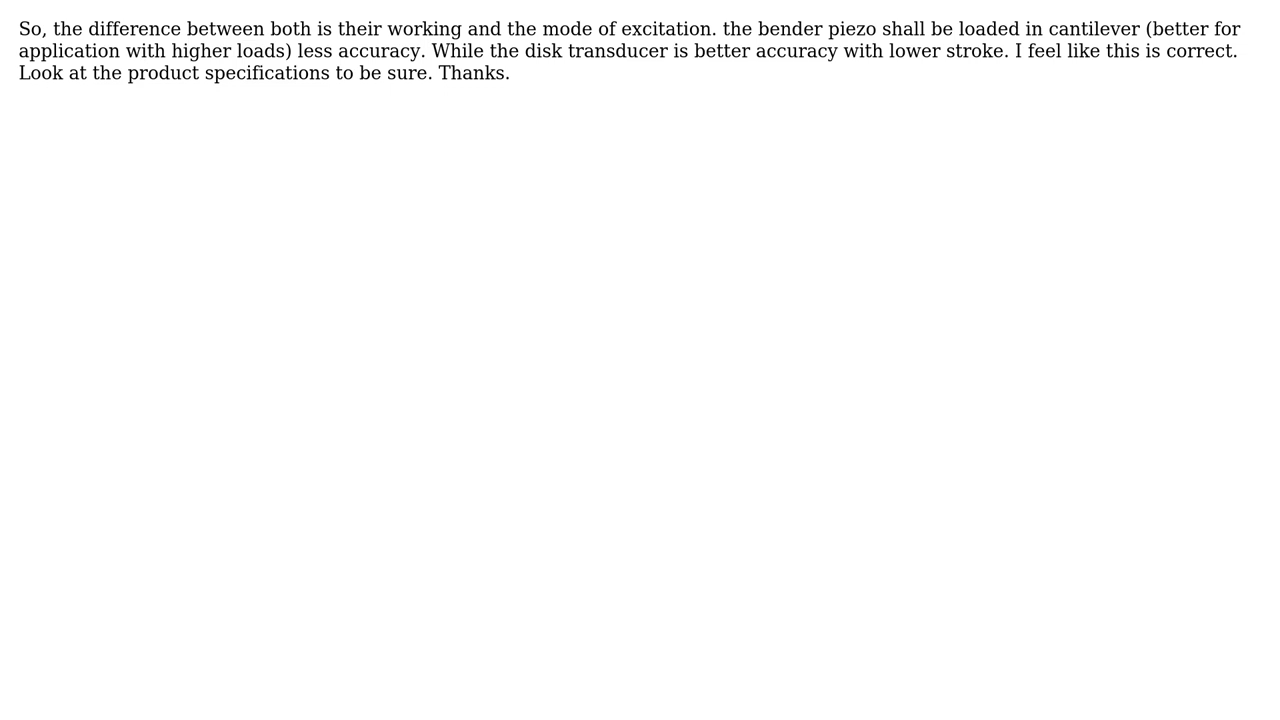 So, the difference between both is their working and the mode of excitation. the bender piezo shall be loaded in cantilever (better for
application with higher loads) less accuracy. While the disk transducer is better accuracy with lower stroke. I feel like this is correct.
Look at the product specifications to be sure. Thanks.